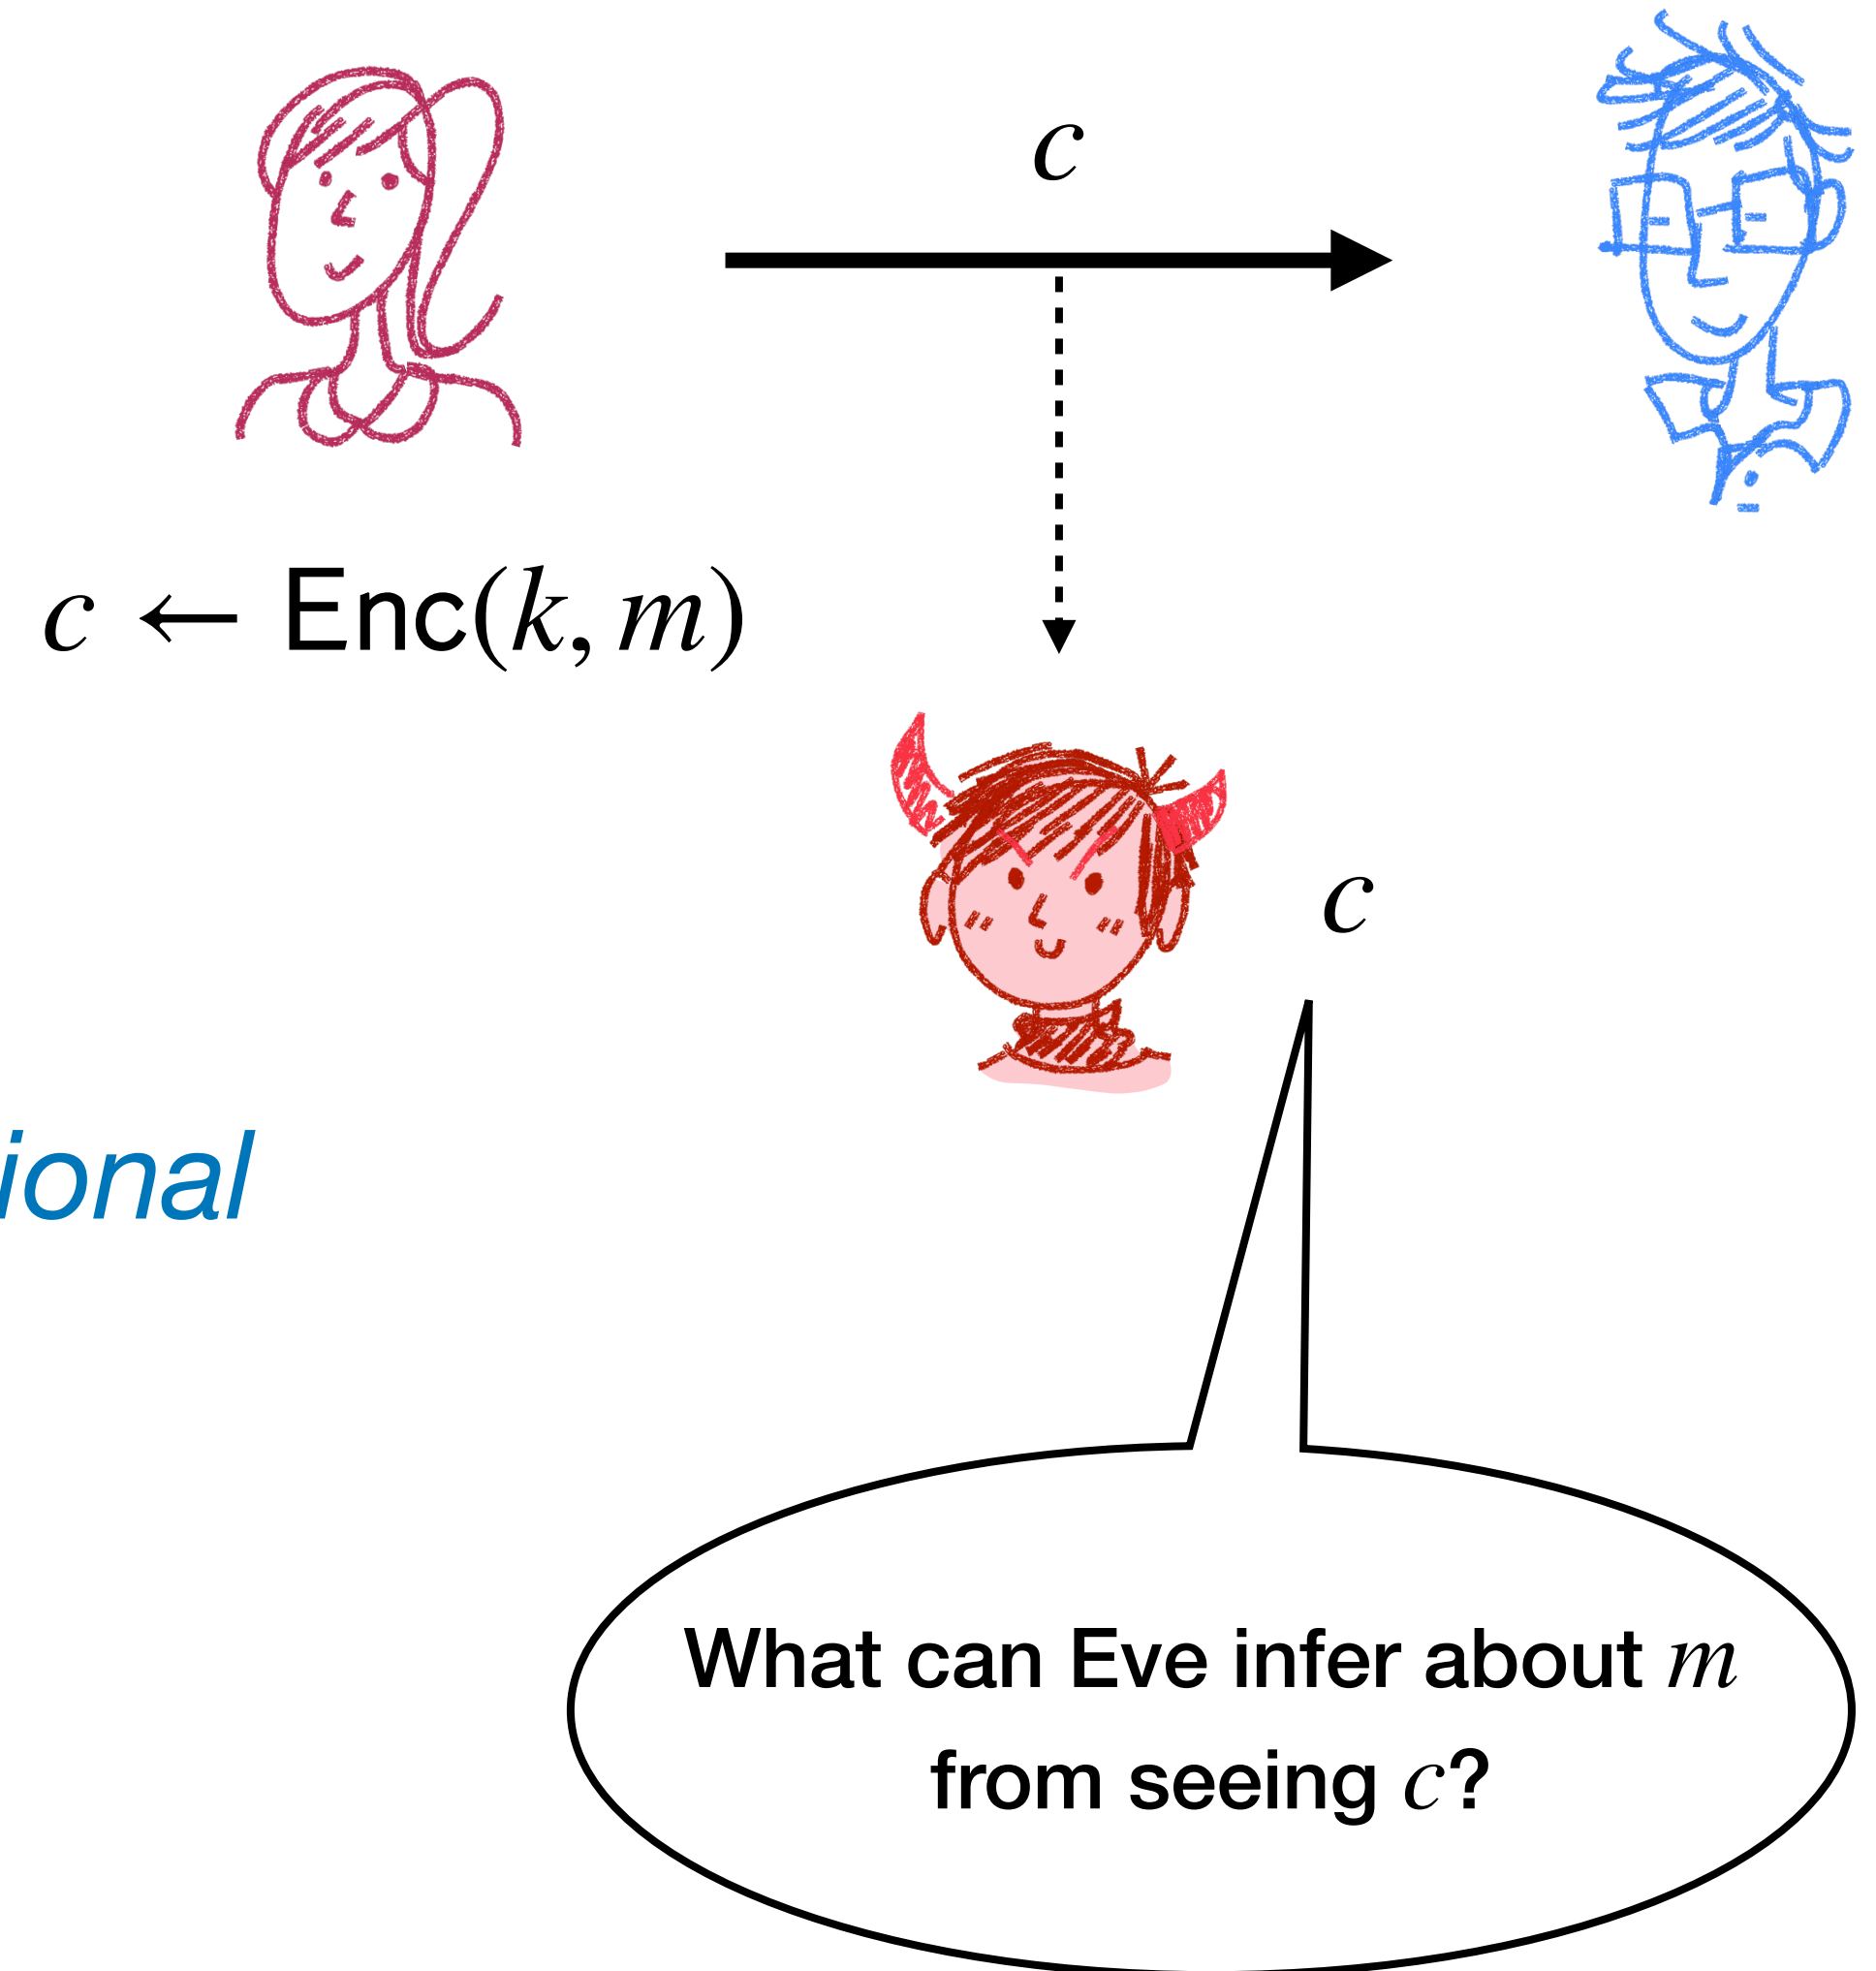 c
c ← Enc(k, m)
c
ional
What can Eve infer about m
from seeing c?